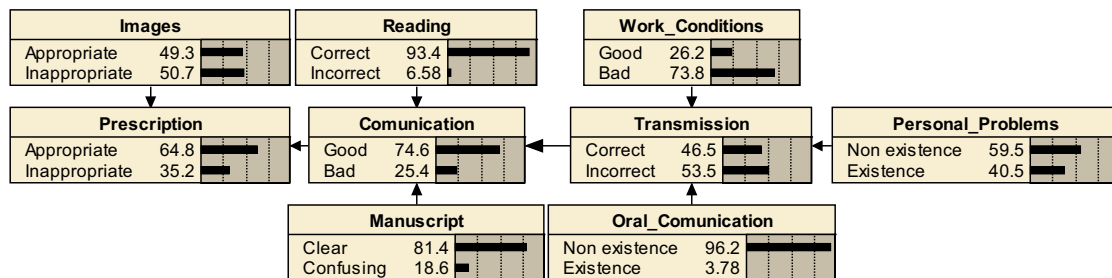 Images
Appropriate 49.3
Inappropriate 50.7
Reading
Correct 93.4
Incorrect 6.58
Work_Conditions
Good 26.2
Bad 73.8
Prescription
Appropriate 64.8
Inappropriate 35.2
Comunication
Good 74.6
Bad 25.4
Transmission
Correct 46.5
Incorrect 53.5
Personal_Problems
Non existence 59.5
Existence 40.5
Manuscript
Clear 81.4
Confusing 18.6
Oral_Comunication
Non existence 96.2
Existence 3.78